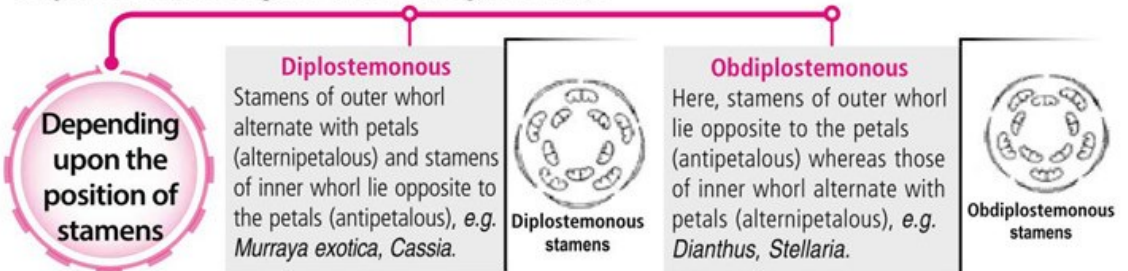 Depending
upon the
position of
stamens
Diplostemonous
Stamens of outer whorl
alternate with petals
(alternipetalous) and stamens
of inner whorl lie opposite to
the petals (antipetalous), e.g.
Murraya exotica, Cassia.
Diplostemonous
stamens
Obdiplostemonous
Here, stamens of outer whorl
lie opposite to the petals
(antipetalous) whereas those
of inner whorl alternate with
petals (alternipetalous), e.g.
Dianthus, Stellaria.
Obdiplostemonous
stamens